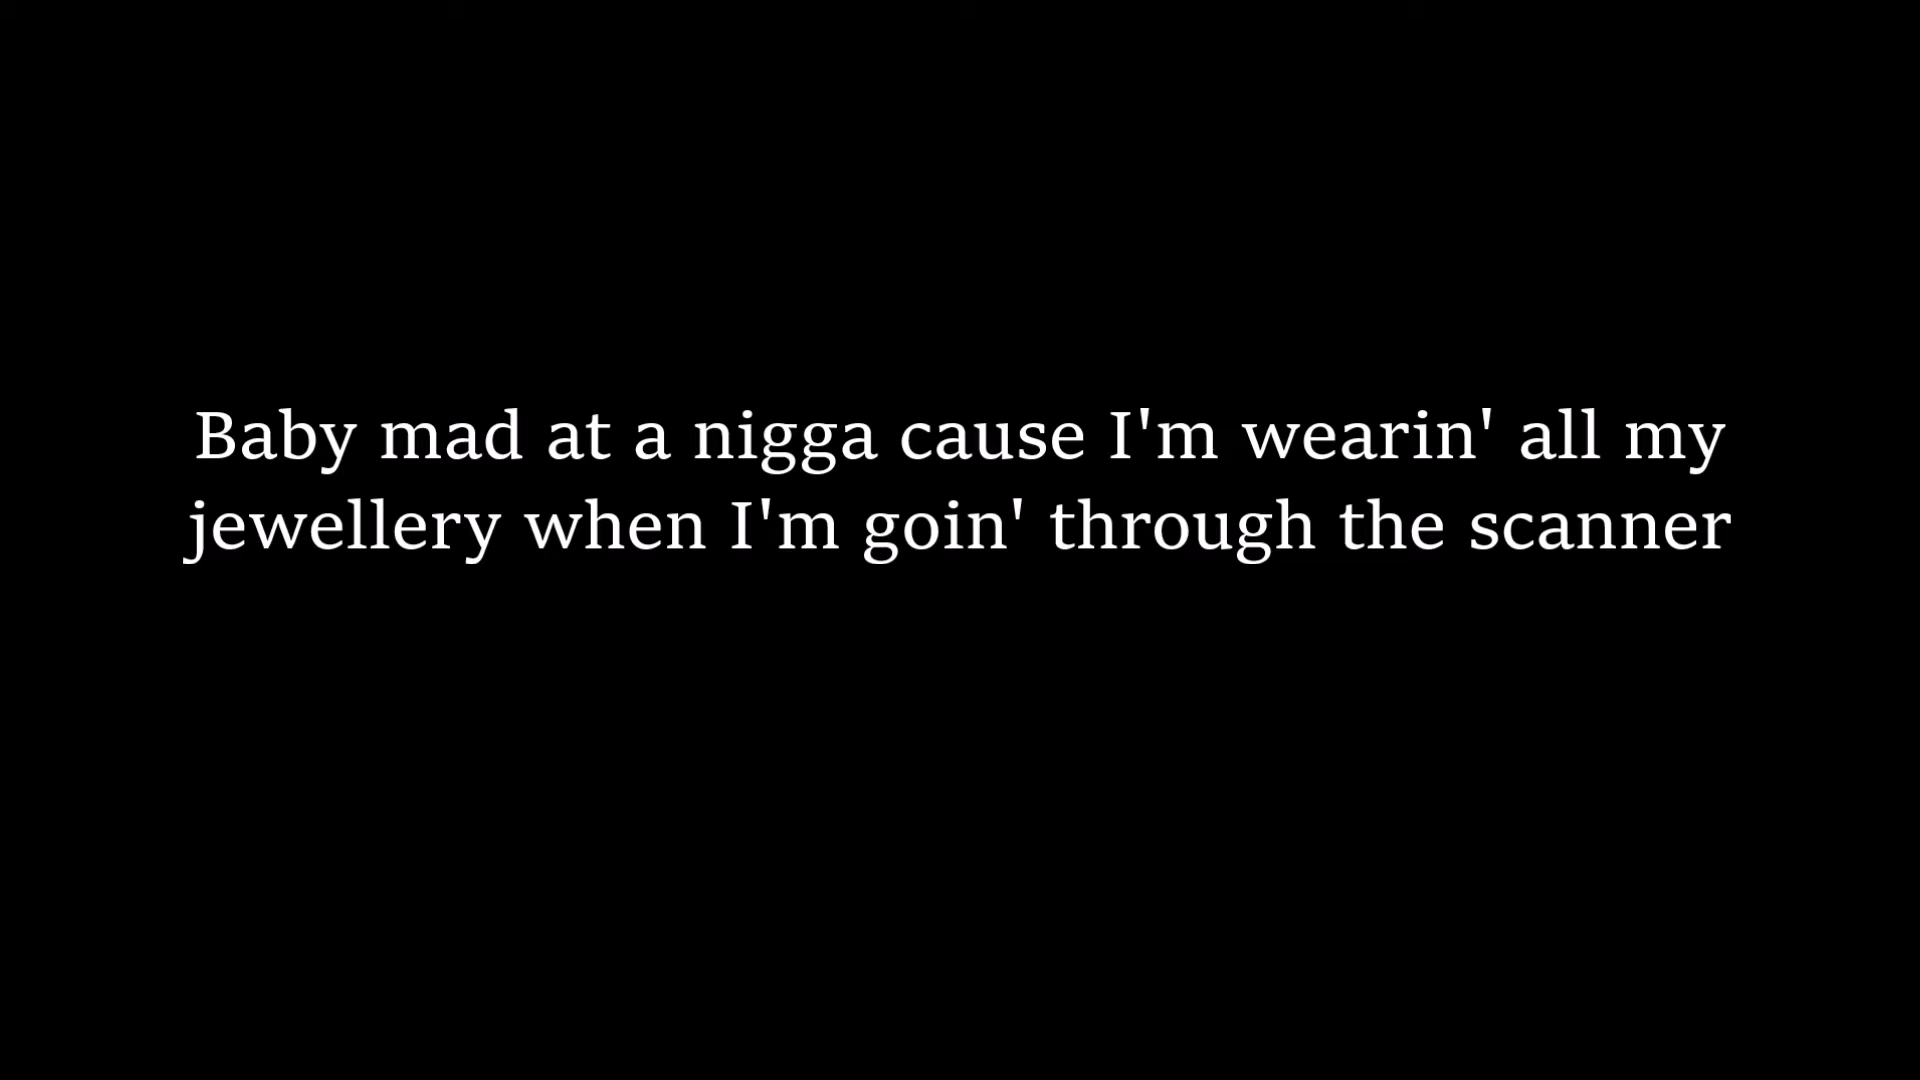 Baby mad at a nigga cause I'm wearin' all my
jewellery when I'm goin' through the scanner